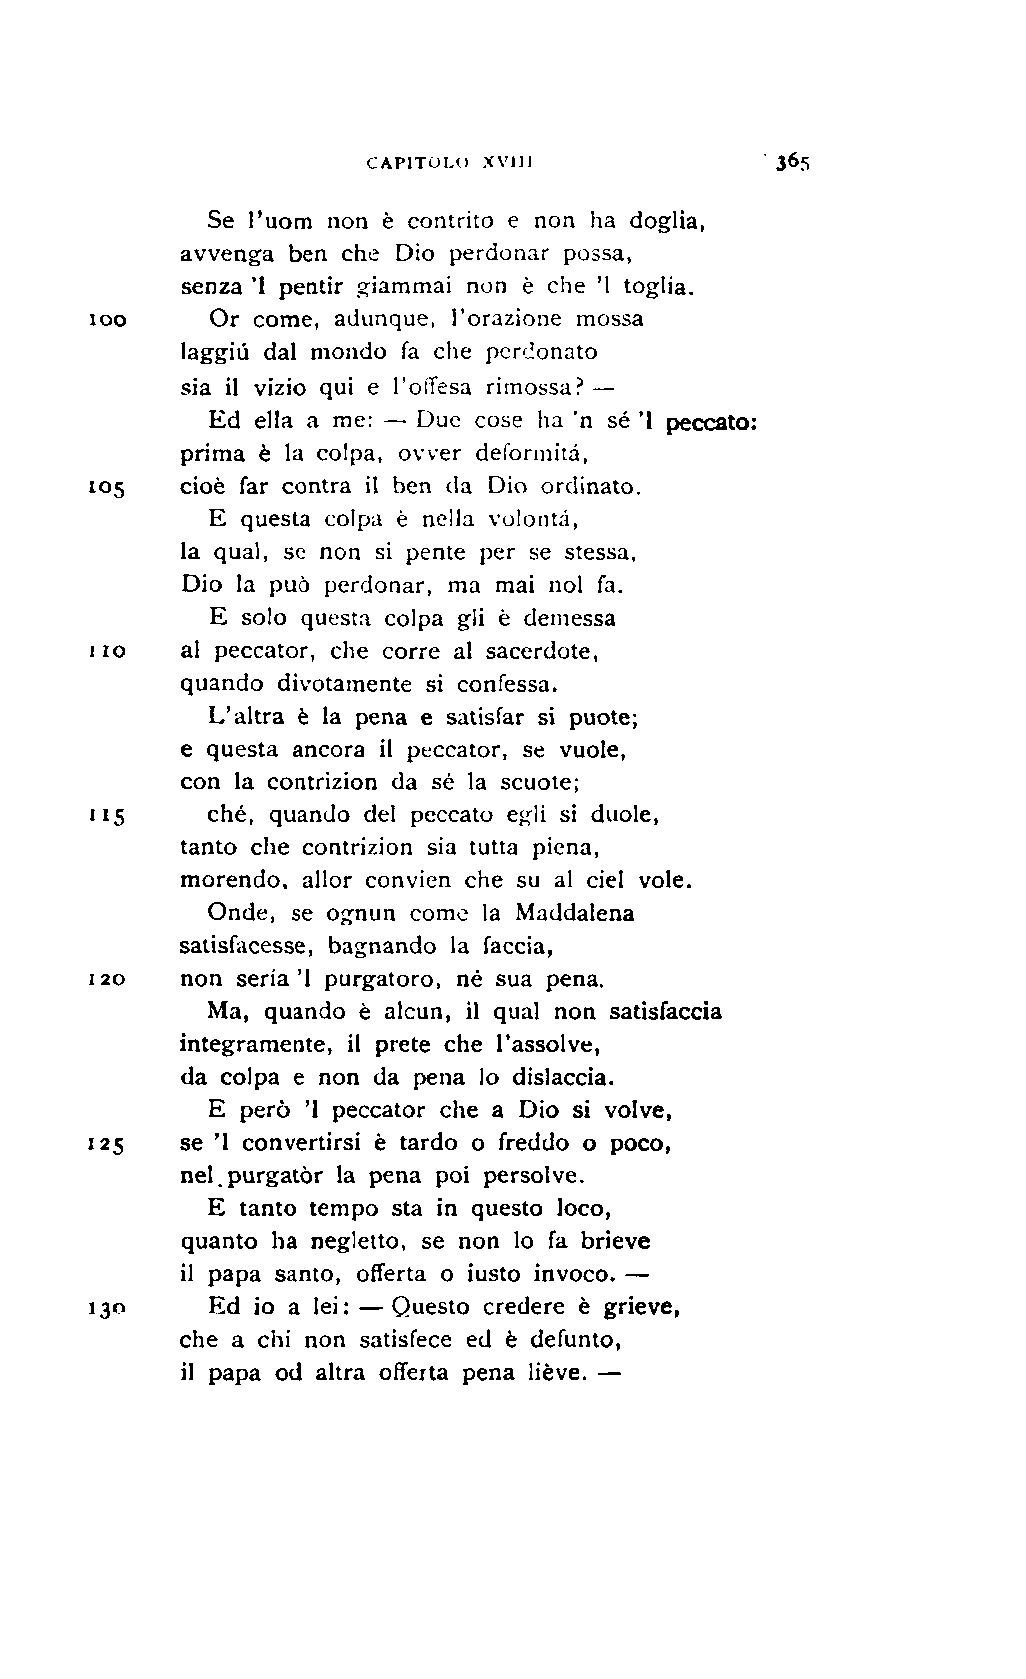 CAPITOLO XVIII 365
Se l'uom non è contrito e non ha doglia,
avvenga ben che Dio perdonar possa,
senza 'l pentir giammai non è che 'l toglia.
100 Or come, adunque, l'orazione mossa
laggiú dal mondo fa che perdonato
sia il vizio qui e l'offesa rimossa? —
Ed ella a me: — Due cose ha 'n sé 'l peccato:
prima è la colpa, ovver deformitá,
105 cioè far contra il ben da Dio ordinato.
E questa colpa è nella volontá,
la qual, se non si pente per se stessa,
Dio la può perdonar, ma mai nol fa.
E solo questa colpa gli è demessa
110 al peccator, che corre al sacerdote,
quando divotamente si confessa.
L'altra è la pena e satisfar si puote;
e questa ancora il peccator, se vuole,
con la contrizion da sé la scuote;
115 ché, quando del peccato egli si duole,
tanto che contrizion sia tutta piena,
morendo, allor convien che su al ciel vole.
Onde, se ognun come la Maddalena
satisfacesse, bagnando la faccia,
120 non sería 'l purgatoro, né sua pena.
Ma, quando è alcun, il qual non satisfaccia
integramente, il prete che l'assolve,
da colpa e non da pena lo dislaccia.
E però 'l peccator che a Dio si volve,
125 se 'l convertirsi è tardo o freddo o poco,
nel purgatòr la pena poi persolve.
E tanto tempo sta in questo loco,
quanto ha negletto, se non lo fa brieve
il papa santo, offerta o iusto invoco. —
130 Ed io a lei: — Questo credere è grieve,
che a chi non satisfece ed è defunto,
il papa od altra offerta pena liève. —